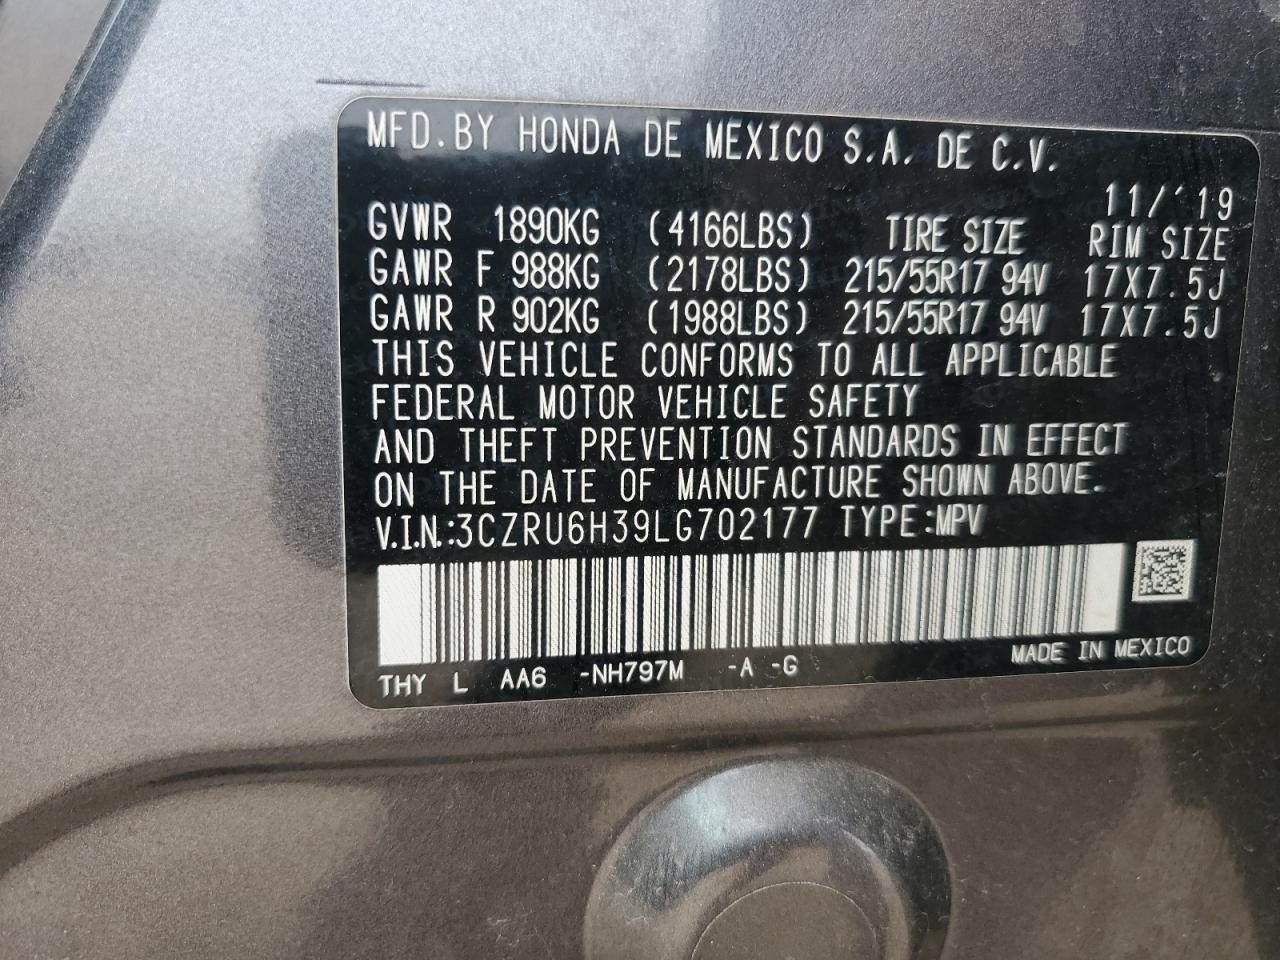 MFD.BY HONDA DE MEXICO S.A. DE C.V.
11/'19
GVWR 1890KG (4166LBS) TIRE SIZE RIM SIZE
GAWR F 988KG (2178LBS) 215/55R17 94V 17X7.5J
GAWR R 902KG (1988LBS) 215/55R17 94V 17X7.5J
THIS VEHICLE CONFORMS TO ALL APPLICABLE
FEDERAL MOTOR VEHICLE SAFETY
AND THEFT PREVENTION STANDARDS IN EFFECT
ON THE DATE OF MANUFACTURE SHOWN ABOVE.
V.I.N.:3CZRU6H39LG702177 TYPE:MPV
THY L AA6 -NH797M -A -G MADE IN MEXICO